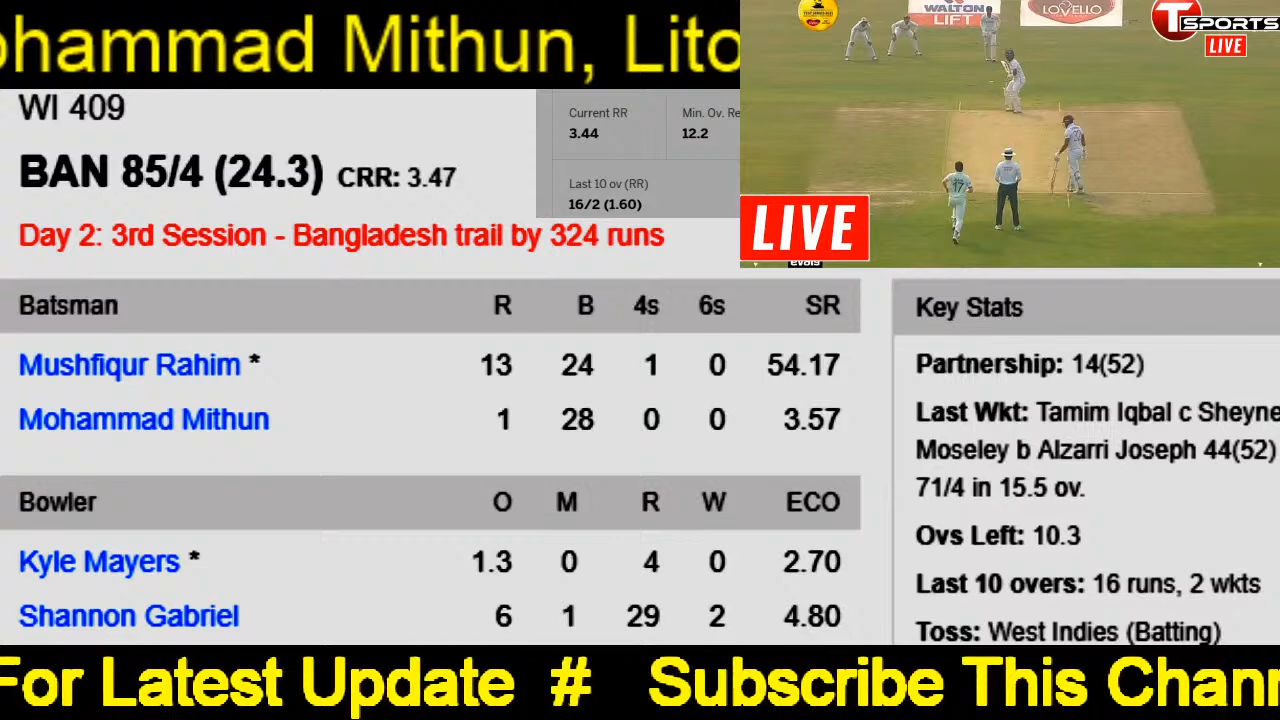 ohammad Mithun, Lito
WI 409
BAN 85/4 (24.3) CRR: 3.47
Day 2: 3rd Session - Bangladesh trail by 324 runs
Current RR
3.44
Min. Ov. Re
12.2
Last 10 ov (RR)
16/2 (1.60)
WALTON
LIFT
LOVELLO
T SPORTS
LIVE
17
LIVE
evaly
Batsman R B 4s 6s SR
Mushfiqur Rahim * 13 24 1 0 54.17
Mohammad Mithun 1 28 0 0 3.57
Bowler O M R W ECO
Kyle Mayers * 1.3 0 4 0 2.70
Shannon Gabriel 6 1 29 2 4.80
Key Stats
Partnership: 14(52)
Last Wkt: Tamim Iqbal c Sheyne
Moseley b Alzarri Joseph 44(52)
71/4 in 15.5 ov.
Ovs Left: 10.3
Last 10 overs: 16 runs, 2 wkts
Toss: West Indies (Batting)
For Latest Update # Subscribe This Chann